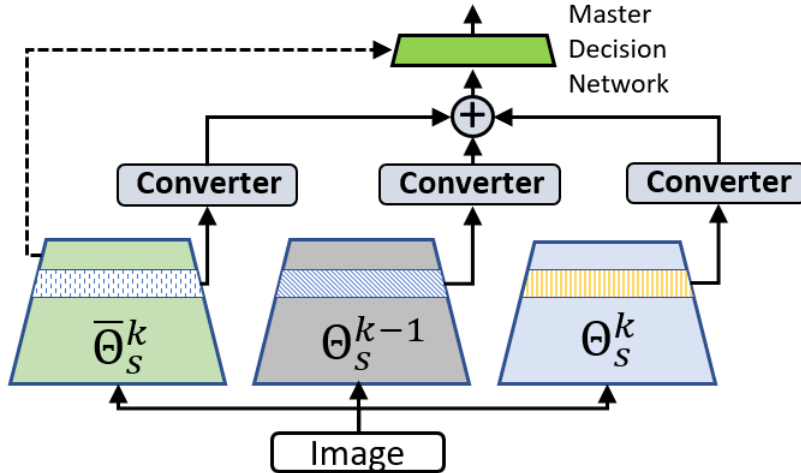 Master
Decision
Network
+
Converter
Converter
Converter
Θ̅ₛᵏ
Θₛᵏ⁻¹
Θₛᵏ
Image